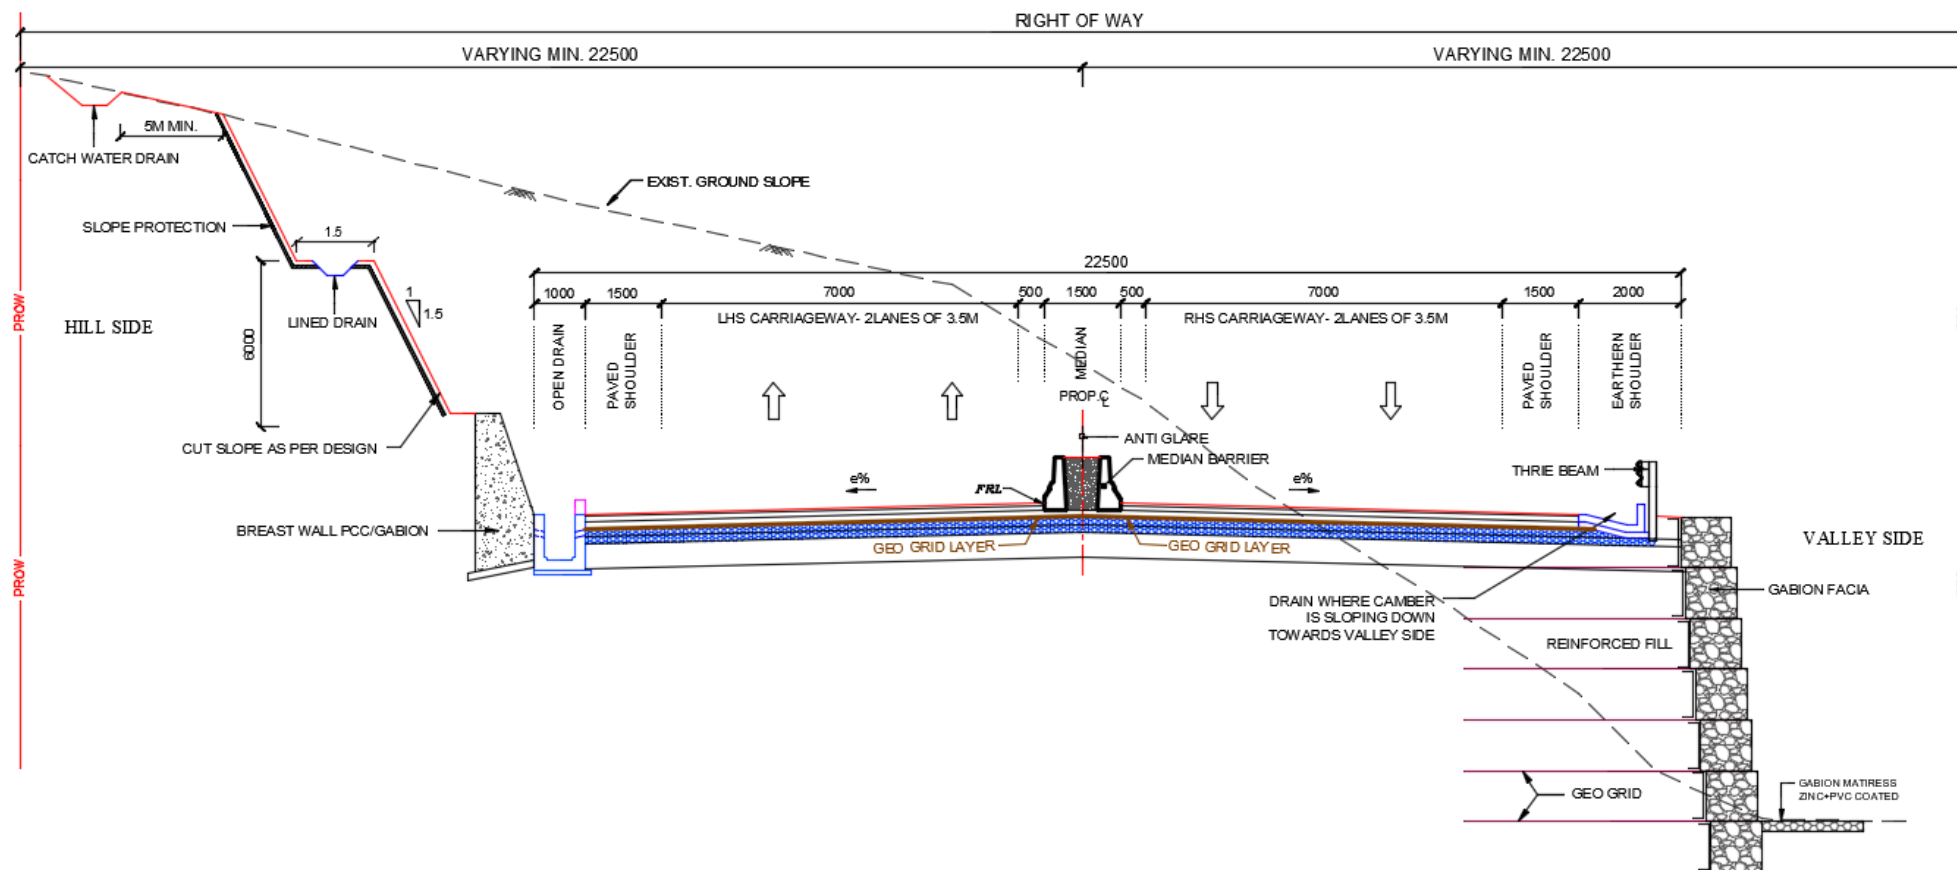 RIGHT OF WAY
VARYING MIN. 22500
VARYING MIN. 22500
5M MIN.
CATCH WATER DRAIN
EXIST. GROUND SLOPE
SLOPE PROTECTION
1.5
22500
1000
1500
7000
500
1500
500
7000
1500
2000
LHS CARRIAGEWAY- 2LANES OF 3.5M
RHS CARRIAGEWAY- 2LANES OF 3.5M
1
1.5
LINED DRAIN
HILL SIDE
PROW
6000
OPEN DRAIN
PAVED
SHOULDER
MEDIAN
PAVED
SHOULDER
EARTHERN
SHOULDER
PROP.C
L
CUT SLOPE AS PER DESIGN
ANTI GLARE
MEDIAN BARRIER
THRIE BEAM
e%
FRL
e%
BREAST WALL PCC/GABION
GEO GRID LAYER
GEO GRID LAYER
VALLEY SIDE
PROW
GABION FACIA
DRAIN WHERE CAMBER
IS SLOPING DOWN
TOWARDS VALLEY SIDE
REINFORCED FILL
GEO GRID
GABION MATIRESS
ZINC+PVC COATED